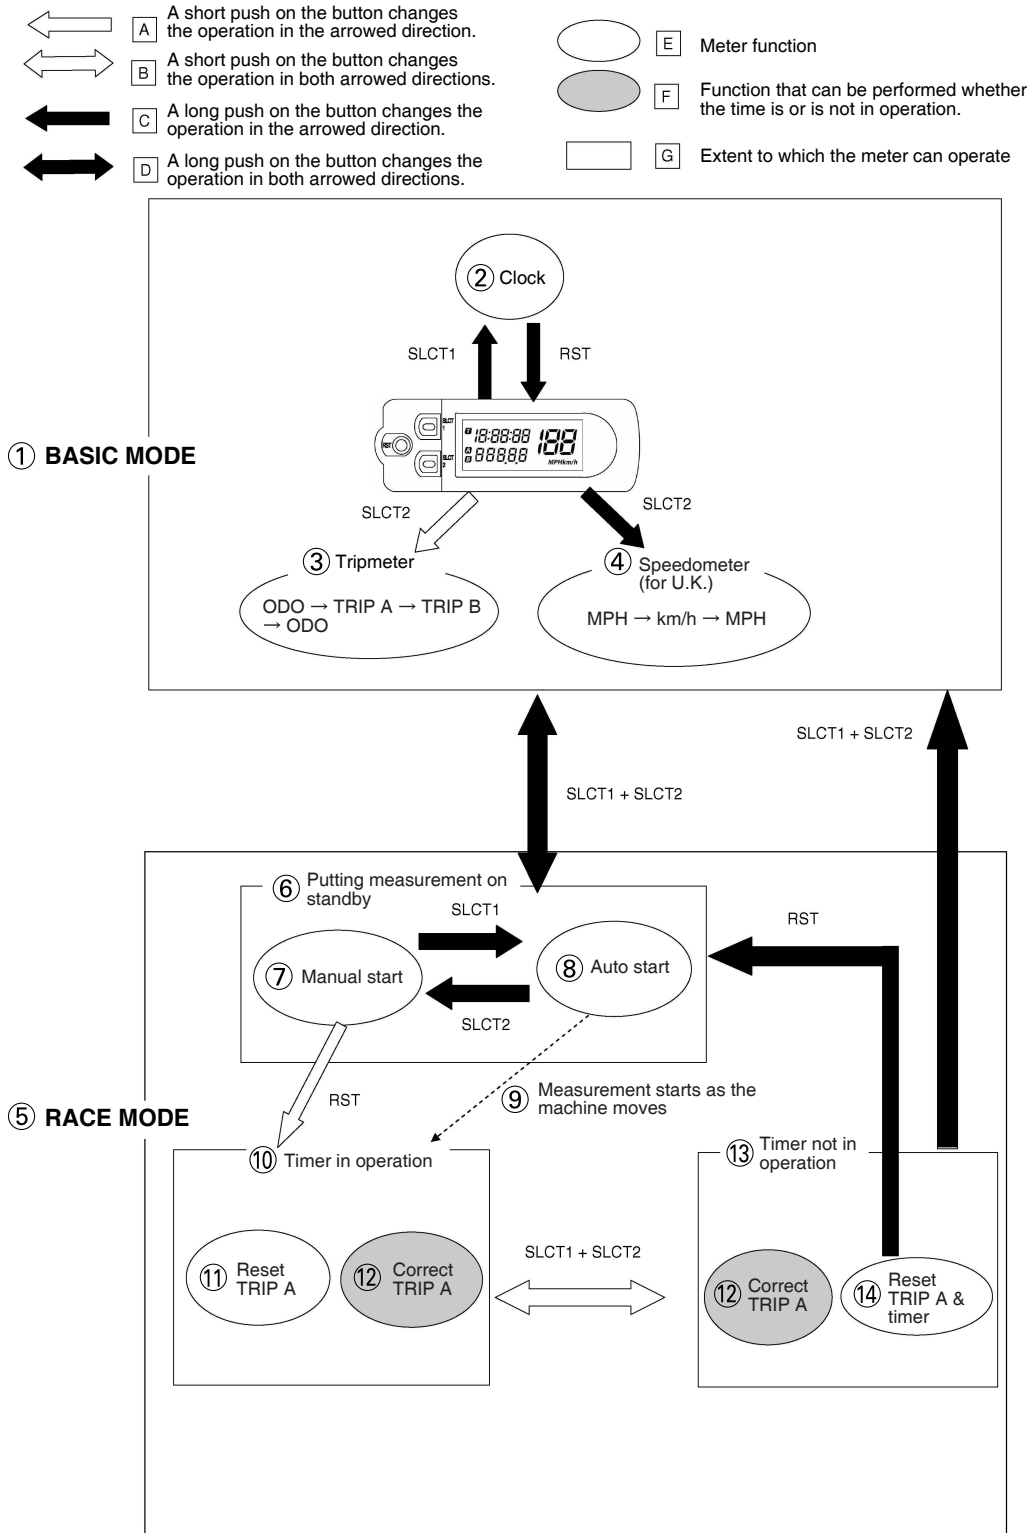 A A short push on the button changes
the operation in the arrowed direction.
B A short push on the button changes
the operation in both arrowed directions.
C A long push on the button changes the
operation in the arrowed direction.
D A long push on the button changes the
operation in both arrowed directions.
E Meter function
F Function that can be performed whether
the time is or is not in operation.
G Extent to which the meter can operate
② Clock
SLCT1
RST
① BASIC MODE
RST
SLCT
1
SLCT
2
T 18:88:88 188
A
B 8888.8
MPHkm/h
SLCT2
SLCT2
③ Tripmeter
ODO → TRIP A → TRIP B
→ ODO
④ Speedometer
(for U.K.)
MPH → km/h → MPH
SLCT1 + SLCT2
SLCT1 + SLCT2
⑤ RACE MODE
⑥ Putting measurement on
standby
SLCT1
⑦ Manual start
⑧ Auto start
SLCT2
RST
RST
⑨ Measurement starts as the
machine moves
⑩ Timer in operation
⑪ Reset
TRIP A
⑫ Correct
TRIP A
SLCT1 + SLCT2
⑬ Timer not in
operation
⑫ Correct
TRIP A
⑭ Reset
TRIP A &
timer